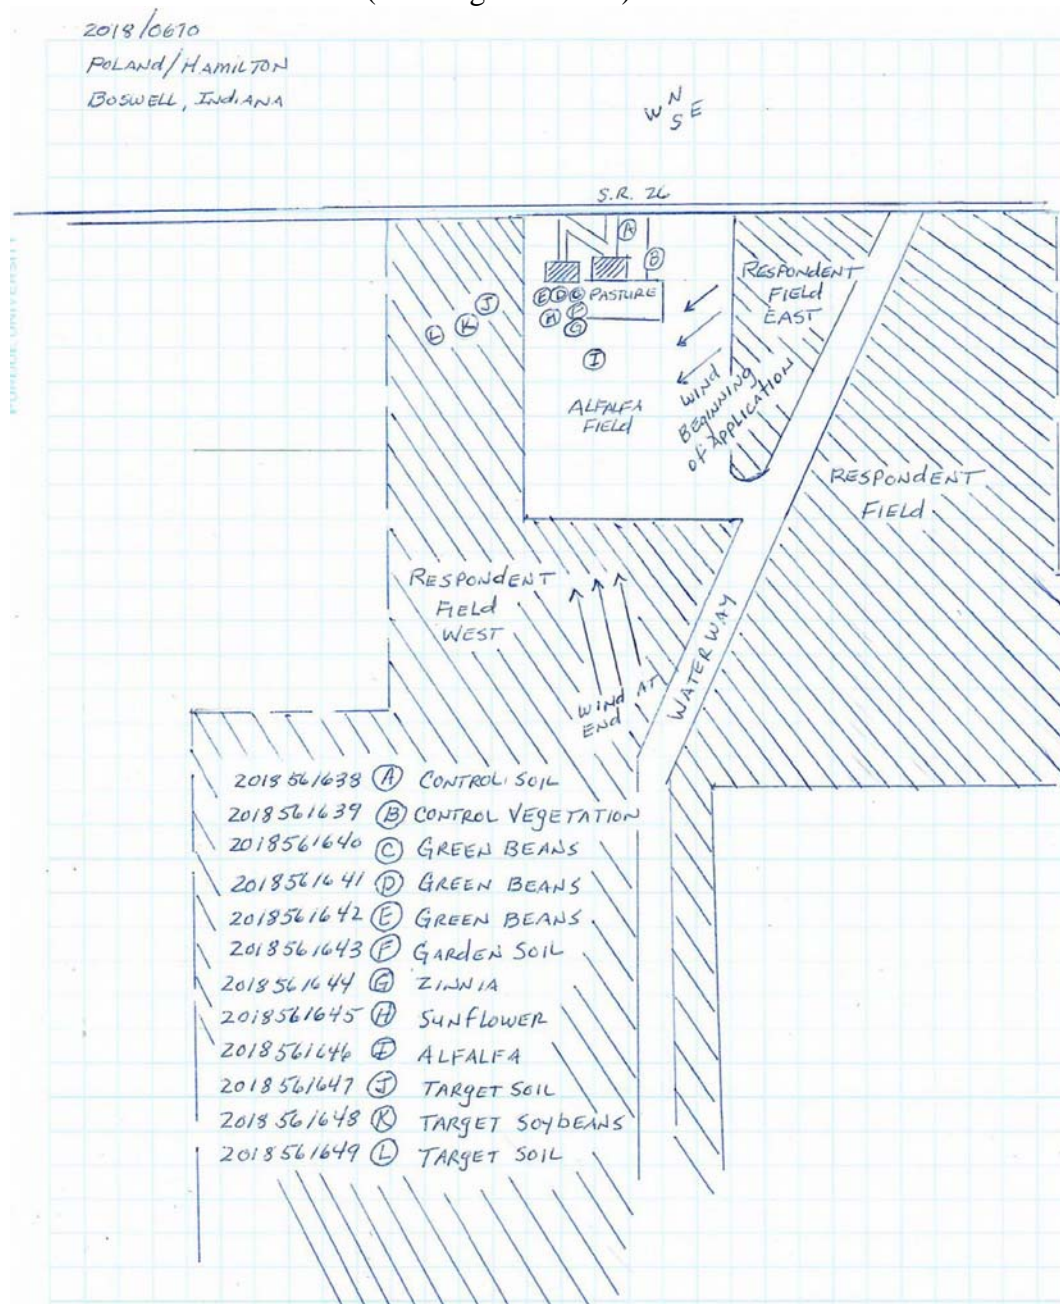 2018/0670
POLAND/HAMILTON
BOSWELL, INDIANA
N
W E
S
S.R. 26
A
B
E D C PASTURE
H F
G
I
J
K
L
ALFALFA
FIELD
RESPONDENT
FIELD
EAST
WIND
BEGINNING
OF APPLICATION
RESPONDENT
FIELD
RESPONDENT
FIELD
WEST
WIND AT
END
WATERWAY
2018561638 A CONTROL SOIL
2018561639 B CONTROL VEGETATION
2018561640 C GREEN BEANS
2018561641 D GREEN BEANS
2018561642 E GREEN BEANS
2018561643 F GARDEN SOIL
2018561644 G ZINNIA
2018561645 H SUNFLOWER
2018561646 I ALFALFA
2018561647 J TARGET SOIL
2018561648 K TARGET SOYBEANS
2018561649 L TARGET SOIL